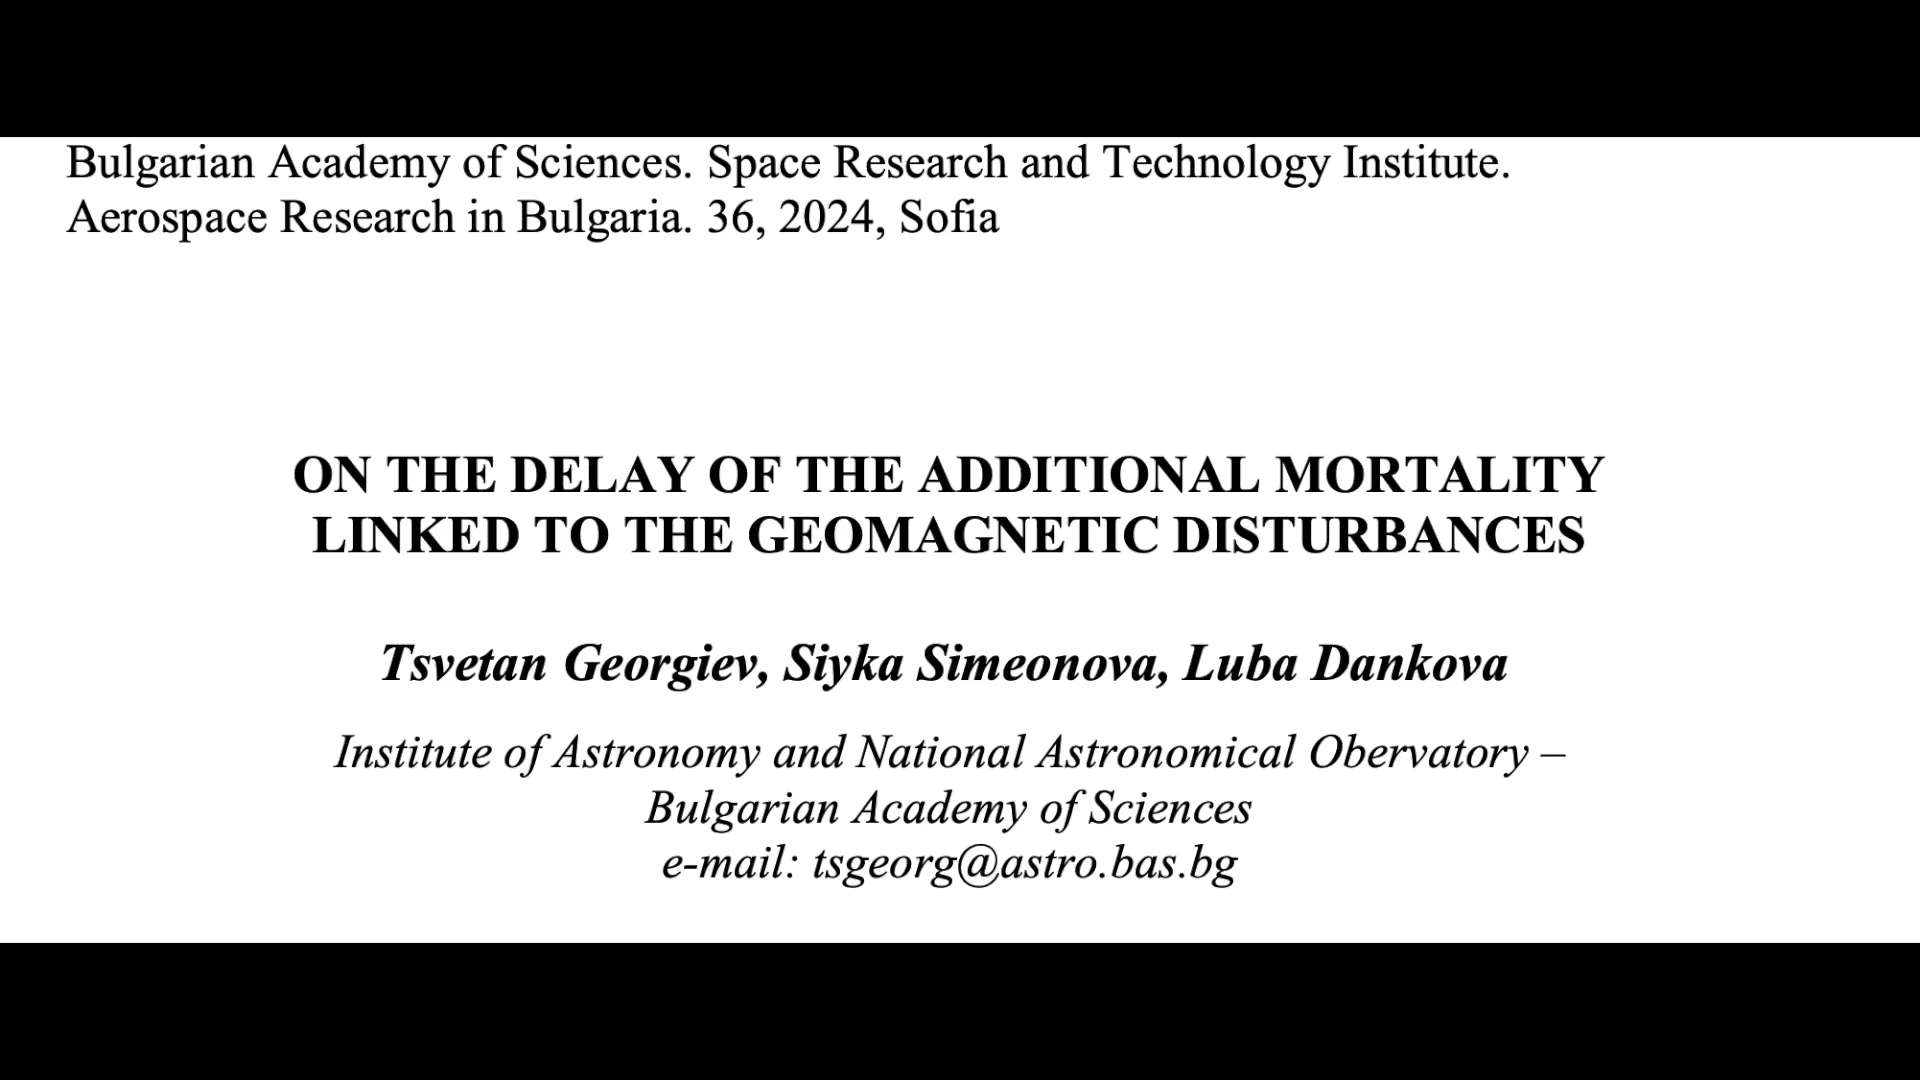 Bulgarian Academy of Sciences. Space Research and Technology Institute.
Aerospace Research in Bulgaria. 36, 2024, Sofia
ON THE DELAY OF THE ADDITIONAL MORTALITY
LINKED TO THE GEOMAGNETIC DISTURBANCES
Tsvetan Georgiev, Siyka Simeonova, Luba Dankova
Institute of Astronomy and National Astronomical Obervatory –
Bulgarian Academy of Sciences
e-mail: tsgeorg@astro.bas.bg